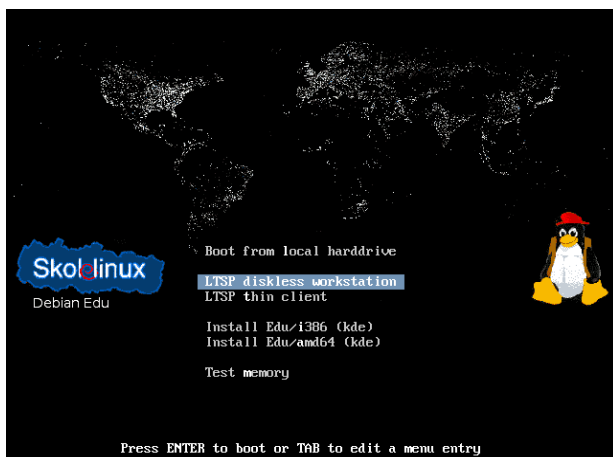 Boot from local harddrive
Skolelinux
Debian Edu
LTSP diskless workstation
LTSP thin client
Install Edu/i386 (kde)
Install Edu/amd64 (kde)
Test memory
Press ENTER to boot or TAB to edit a menu entry